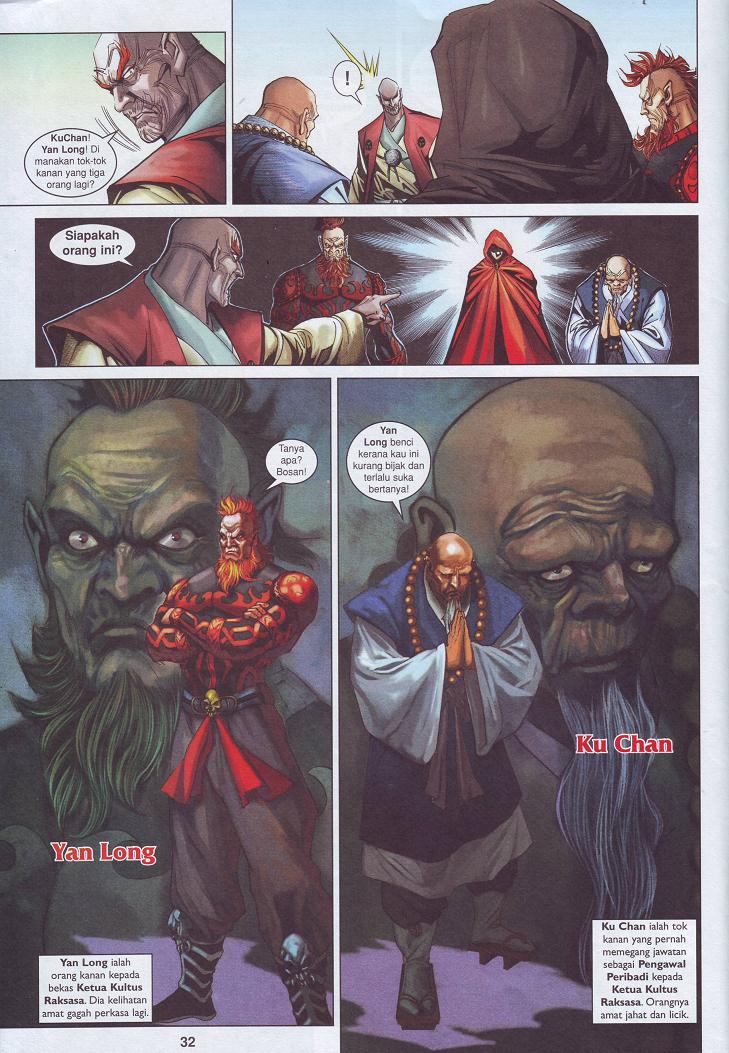 KuChan!
Yan Long! Di
manakan tok-tok
kanan yang tiga
orang lagi?
!
Siapakah
orang ini?
Tanya
apa?
Bosan!
Yan
Long benci
kerana kau ini
kurang bijak dan
terlalu suka
bertanya!
Yan Long
Yan Long ialah
orang kanan kepada
bekas Ketua Kultus
Raksasa. Dia kelihatan
amat gagah perkasa lagi.
Ku Chan
Ku Chan ialah tok
kanan yang pernah
memegang jawatan
sebagai Pengawal
Peribadi kepada
Ketua Kultus
Raksasa. Orangnya
amat jahat dan licik.
32